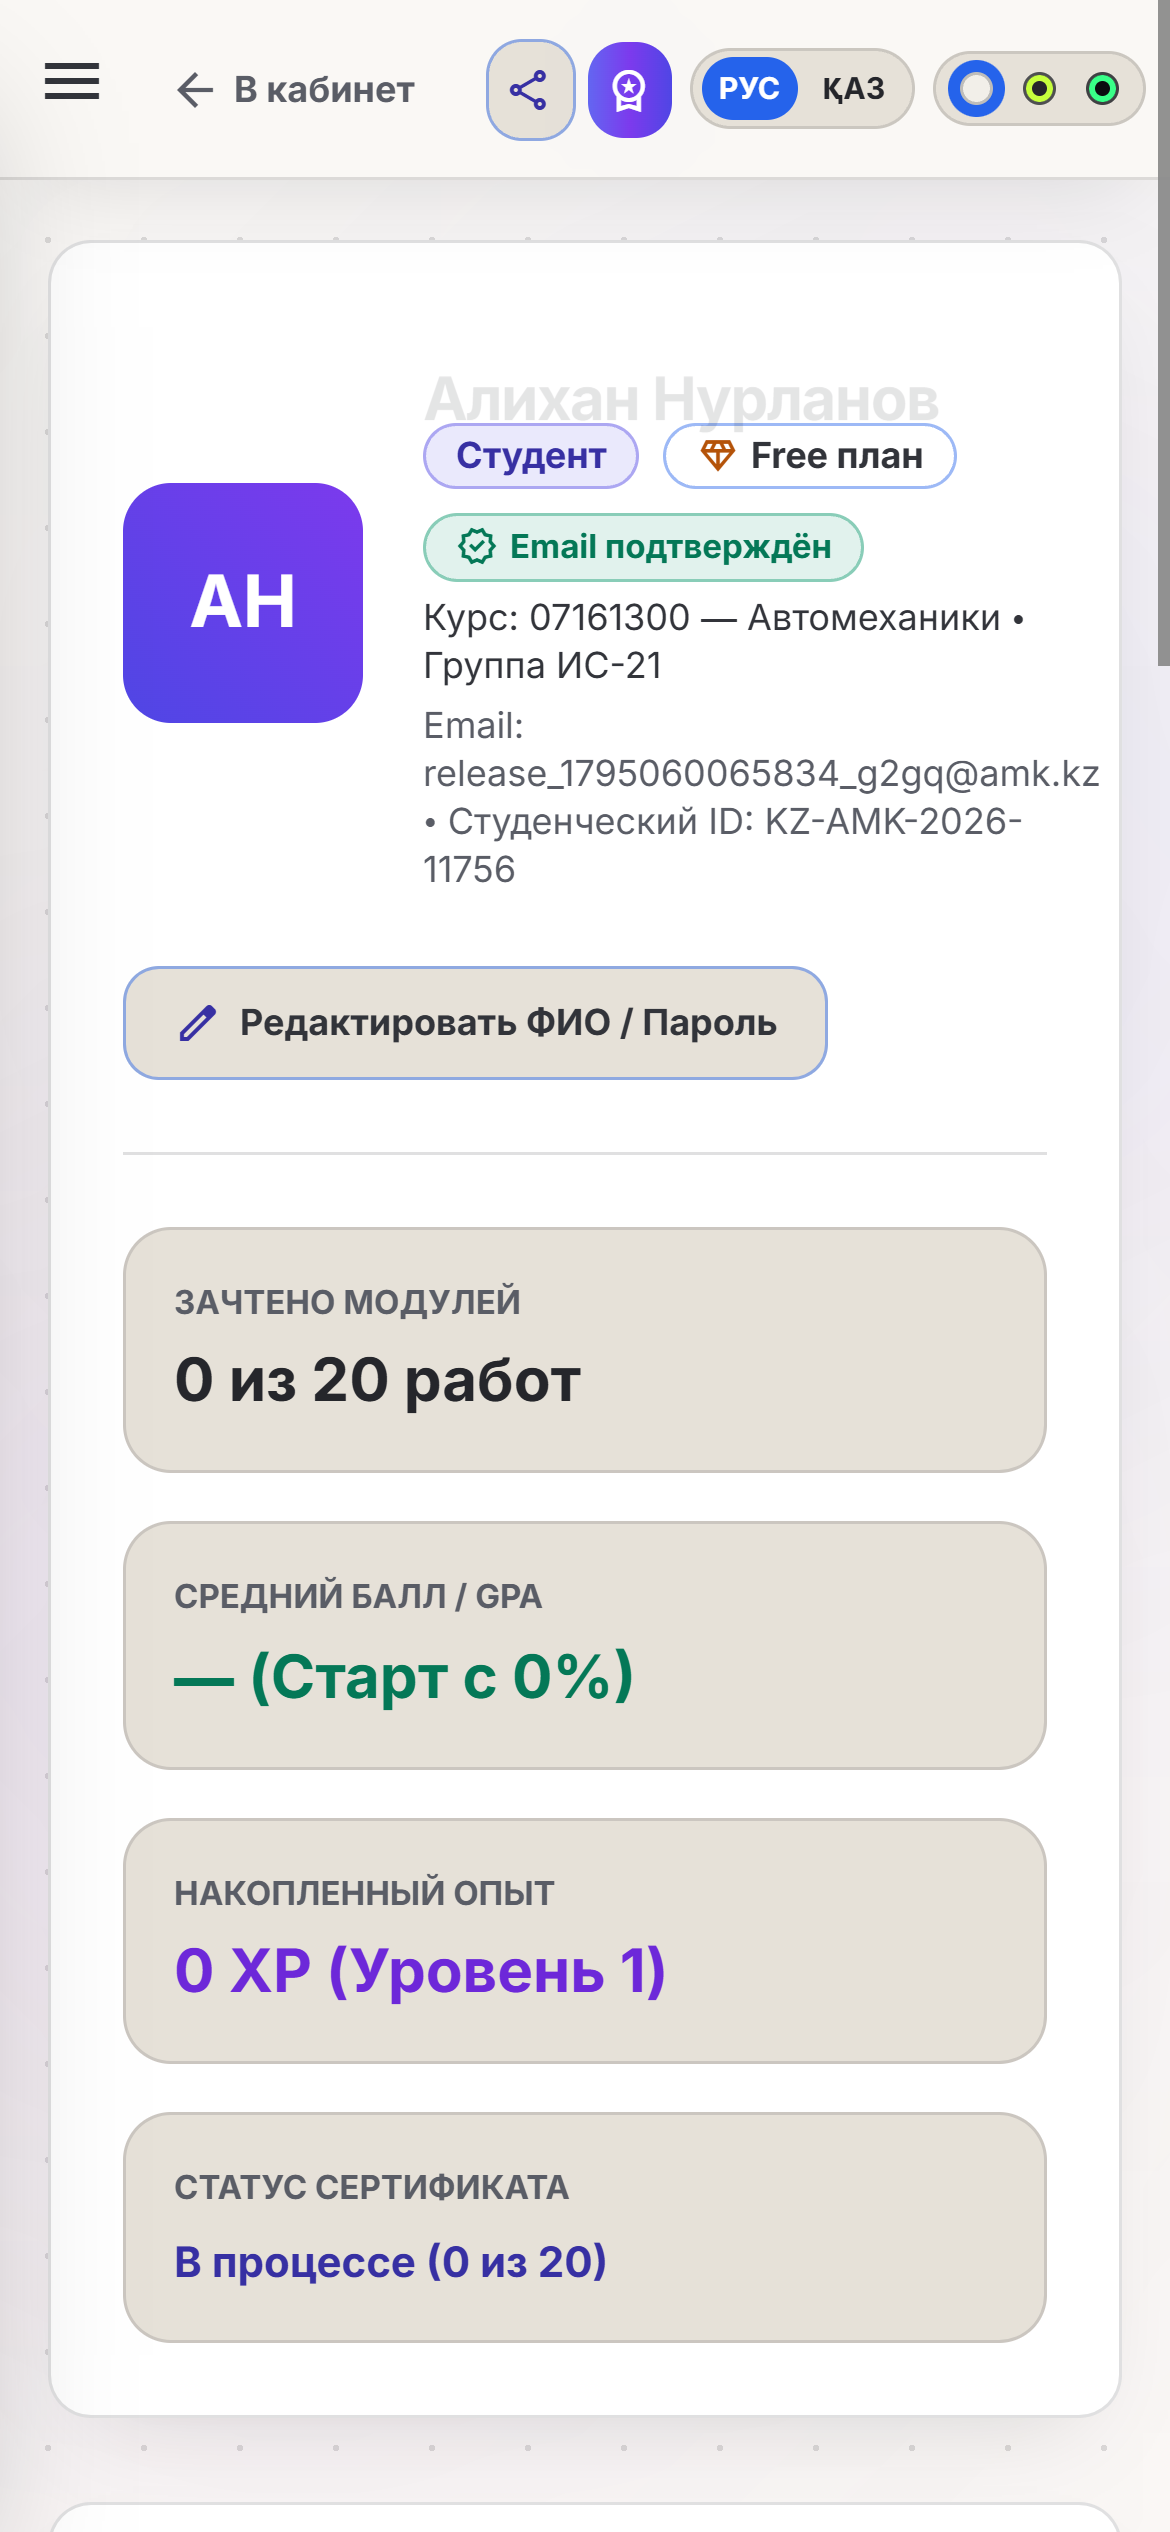 В кабинет
РУС ҚАЗ
Алихан Нурланов
Студент
Free план
Email подтверждён
АН
Курс: 07161300 — Автомеханики •
Группа ИС-21
Email:
release_1795060065834_g2gq@amk.kz
• Студенческий ID: KZ-AMK-2026-
11756
Редактировать ФИО / Пароль
ЗАЧТЕНО МОДУЛЕЙ
0 из 20 работ
СРЕДНИЙ БАЛЛ / GPA
— (Старт с 0%)
НАКОПЛЕННЫЙ ОПЫТ
0 XP (Уровень 1)
СТАТУС СЕРТИФИКАТА
В процессе (0 из 20)